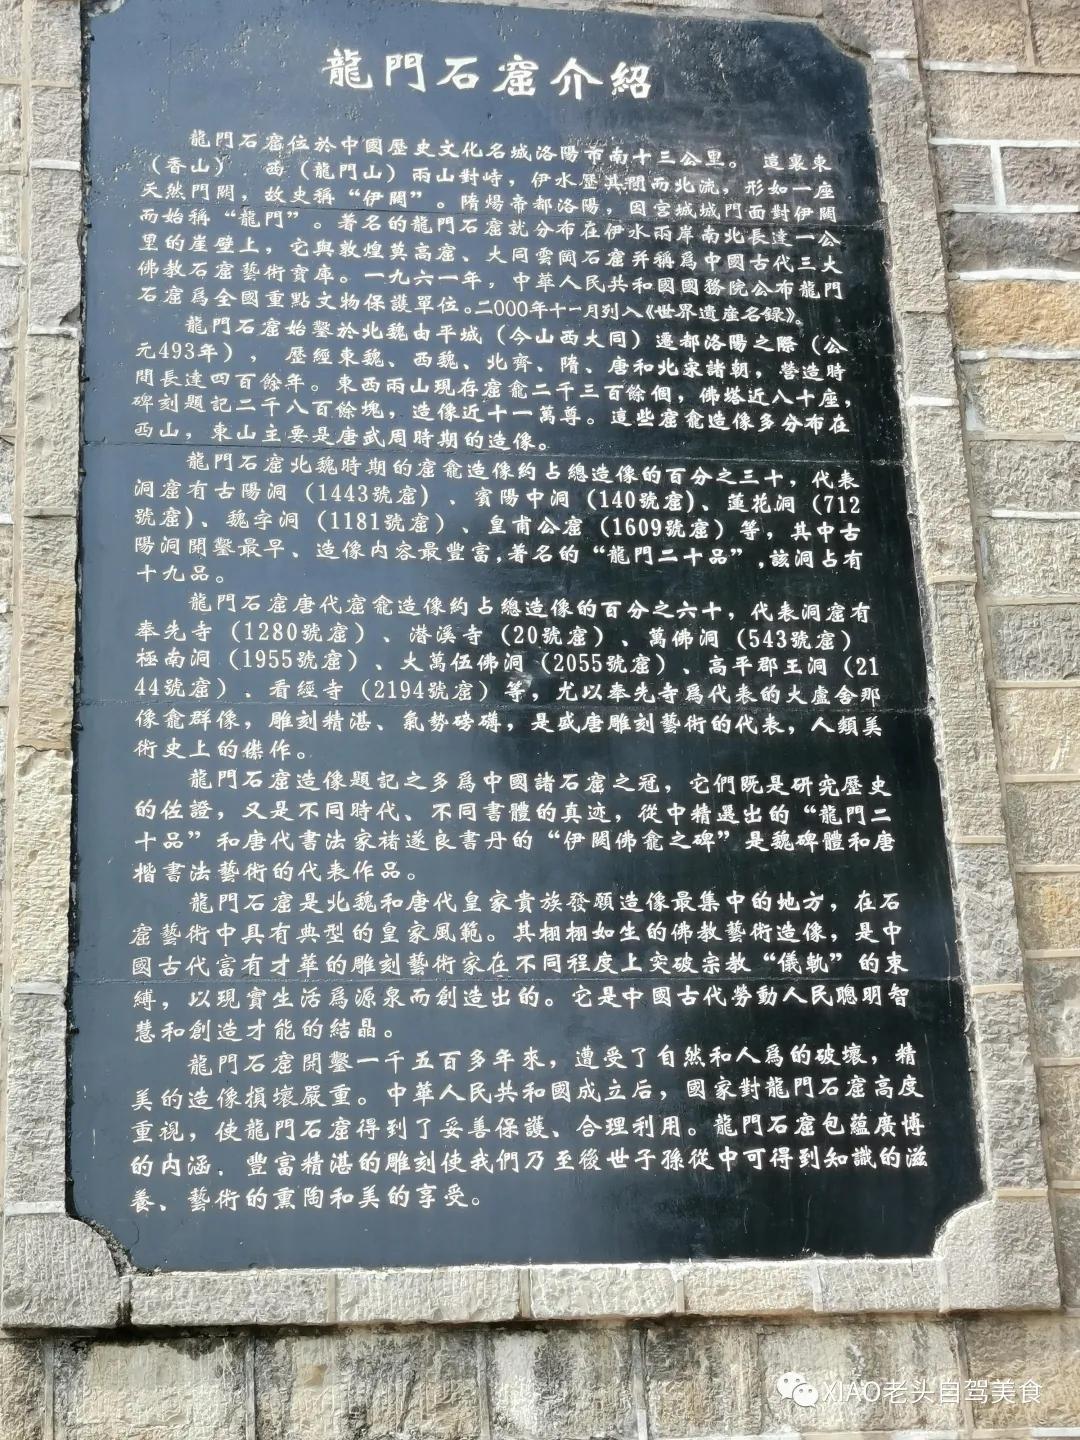 龍門石窟介紹
龍門石窟位於中國歷史文化名城洛陽市南十三公里。 這裏東
(香山) 西(龍門山)兩山對峙，伊水歷其間而北流，形如一座
天然門闕，故史稱“伊闕”。隋煬帝都洛陽，因宮城城門面對伊闕
而始稱“龍門”。著名的龍門石窟就分布在伊水兩岸南北長達一公
里的崖壁上，它與敦煌莫高窟、大同雲岡石窟并稱爲中國古代三大
佛教石窟藝術寶庫。一九六一年，中華人民共和國國務院公布龍門
石窟爲全國重點文物保護單位。二000年十一月列入《世界遺産名錄》。
龍門石窟始鑿於北魏由平城(今山西大同)遷都洛陽之際(公
元493年)， 歷經東魏、西魏、北齊、隋、唐和北宋諸朝，營造時
間長達四百餘年。東西兩山現存窟龕二千三百餘個，佛塔近八十座，
碑刻題記二千八百餘塊，造像近十一萬尊。這些窟龕造像多分布在
西山，東山主要是唐武周時期的造像。
龍門石窟北魏時期的窟龕造像約占總造像的百分之三十，代表
洞窟有古陽洞(1443號窟)、賓陽中洞(140號窟)、蓮花洞(712
號窟)、魏字洞(1181號窟)、皇甫公窟(1609號窟)等，其中古
陽洞開鑿最早、造像内容最豐富,著名的“龍門二十品”,該洞占有
十九品。
龍門石窟唐代窟龕造像約占總造像的百分之六十，代表洞窟有
奉先寺(1280號窟)、潛溪寺(20號窟)、萬佛洞(543號窟)
極南洞(1955號窟)、大萬伍佛洞(2055號窟)、高平郡王洞(21
44號窟)、看經寺(2194號窟)等，尤以奉先寺爲代表的大盧舍那
像龕群像，雕刻精湛、氣勢磅礴，是盛唐雕刻藝術的代表，人類美
術史上的傑作。
龍門石窟造像題記之多爲中國諸石窟之冠，它們既是研究歷史
的佐證，又是不同時代、不同書體的真迹，從中精選出的“龍門二
十品”和唐代書法家褚遂良書丹的“伊闕佛龕之碑”是魏碑體和唐
楷書法藝術的代表作品。
龍門石窟是北魏和唐代皇家貴族發願造像最集中的地方，在石
窟藝術中具有典型的皇家風範。其栩栩如生的佛教藝術造像，是中
國古代富有才華的雕刻藝術家在不同程度上突破宗教“儀軌”的束
縛，以現實生活爲源泉而創造出的。它是中國古代勞動人民聰明智
慧和創造才能的結晶。
龍門石窟開鑿一千五百多年來，遭受了自然和人爲的破壞，精
美的造像損壞嚴重。中華人民共和國成立后，國家對龍門石窟高度
重視，使龍門石窟得到了妥善保護、合理利用。龍門石窟包蘊廣博
的内涵，豐富精湛的雕刻使我們乃至後世子孫從中可得到知識的滋
養、藝術的熏陶和美的享受。
XIAO老头自驾美食